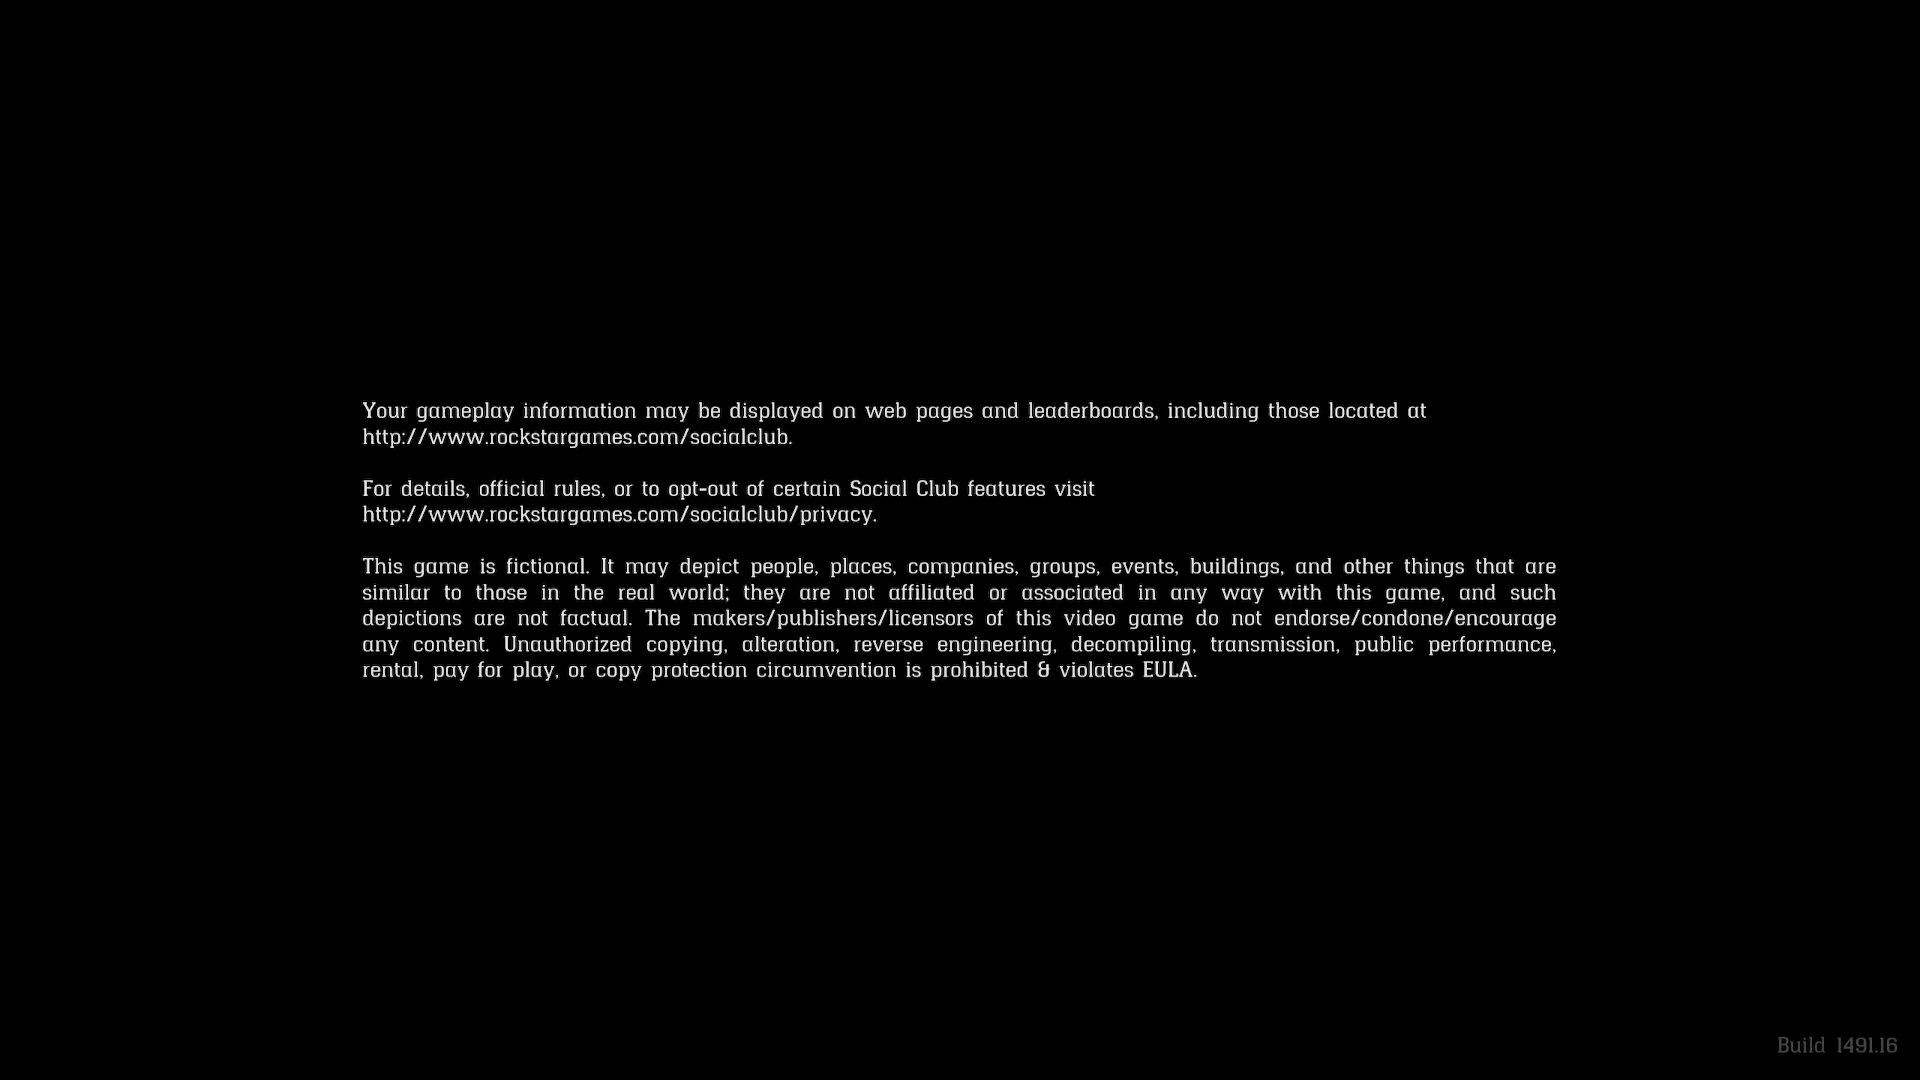 Your gameplay information may be displayed on web pages and leaderboards, including those located at
http://www.rockstargames.com/socialclub.
For details, official rules, or to opt-out of certain Social Club features visit
http://www.rockstargames.com/socialclub/privacy.
This game is fictional. It may depict people, places, companies, groups, events, buildings, and other things that are
similar to those in the real world; they are not affiliated or associated in any way with this game, and such
depictions are not factual. The makers/publishers/licensors of this video game do not endorse/condone/encourage
any content. Unauthorized copying, alteration, reverse engineering, decompiling, transmission, public performance,
rental, pay for play, or copy protection circumvention is prohibited & violates EULA.
Build 1491.16